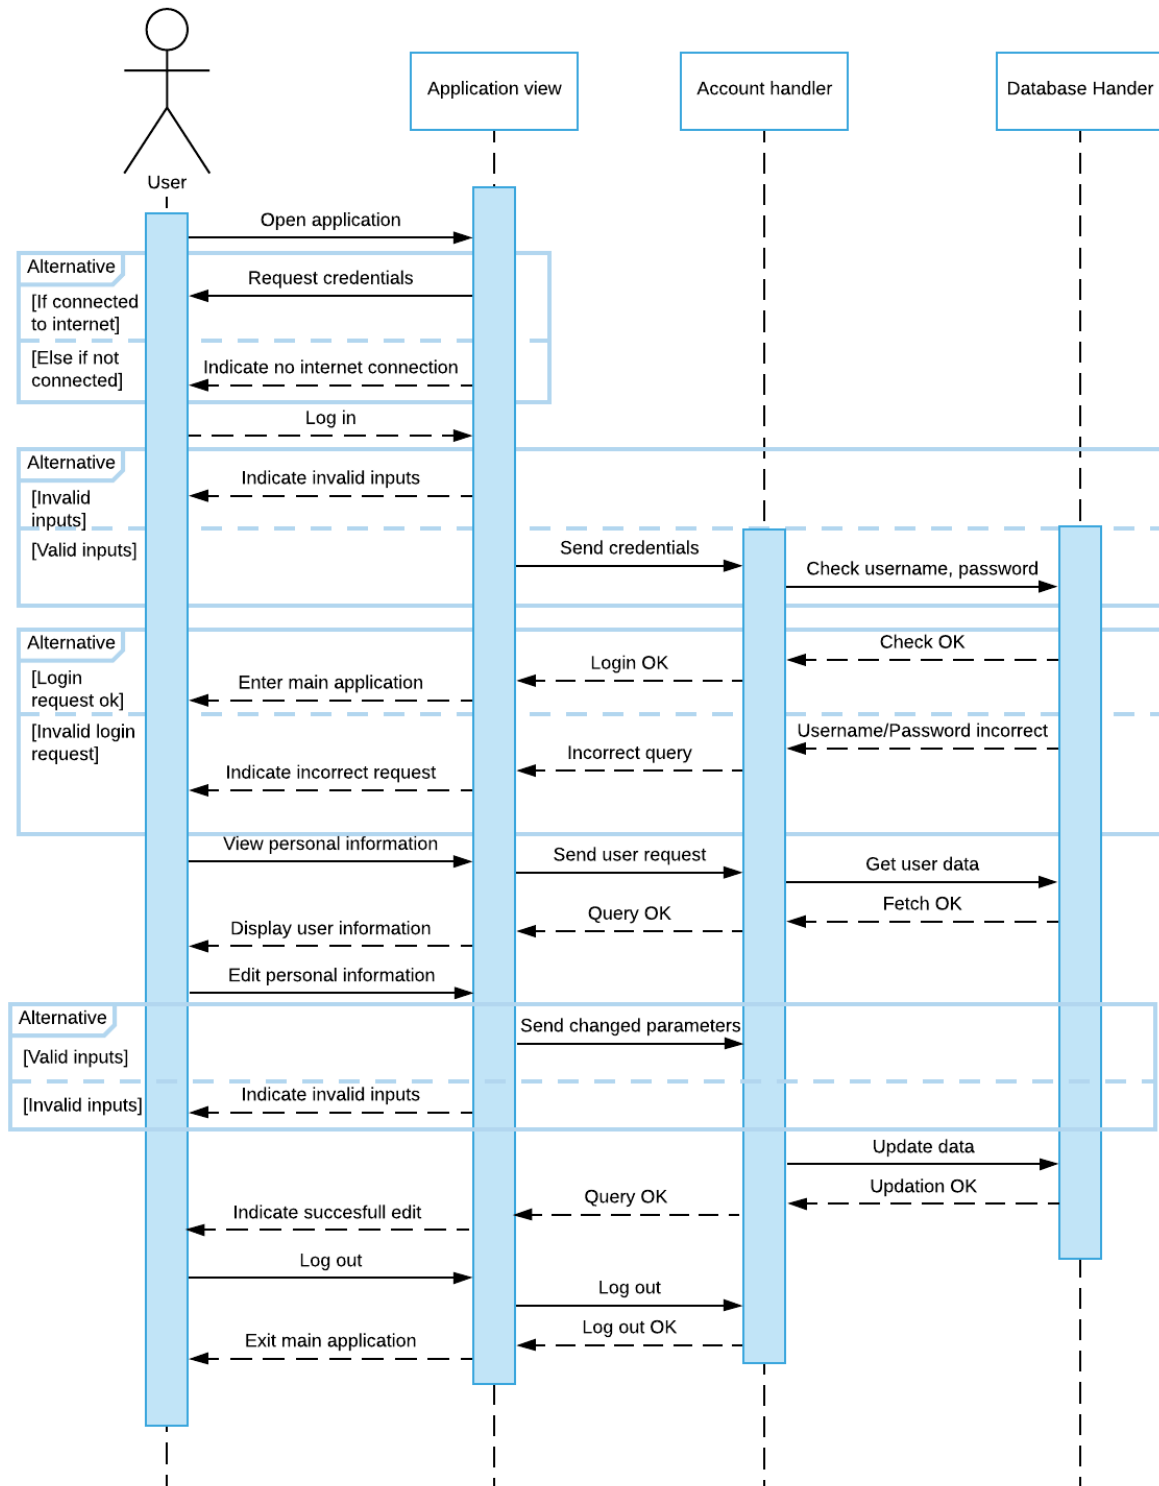 User
Application view
Account handler
Database Hander
Open application
Alternative
Request credentials
[If connected
to internet]
[Else if not
connected]
Indicate no internet connection
Log in
Alternative
Indicate invalid inputs
[Invalid
inputs]
[Valid inputs]
Send credentials
Check username, password
Alternative
Check OK
Login OK
[Login
request ok]
Enter main application
[Invalid login
request]
Username/Password incorrect
Incorrect query
Indicate incorrect request
View personal information
Send user request
Get user data
Fetch OK
Query OK
Display user information
Edit personal information
Alternative
Send changed parameters
[Valid inputs]
[Invalid inputs]
Indicate invalid inputs
Update data
Updation OK
Query OK
Indicate succesfull edit
Log out
Log out
Log out OK
Exit main application